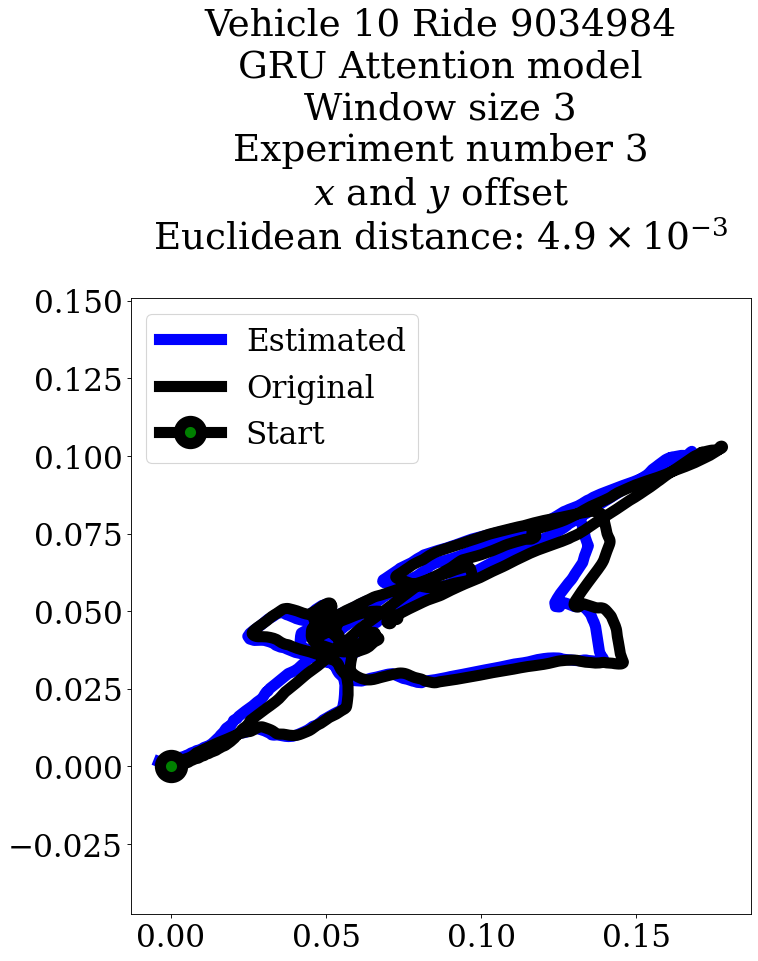 Vehicle 10 Ride 9034984
GRU Attention model
Window size 3
Experiment number 3
x and y offset
Euclidean distance: 4.9 × 10⁻³
0.150
0.125
0.100
0.075
0.050
0.025
0.000
−0.025
Estimated
Original
Start
0.00 0.05 0.10 0.15